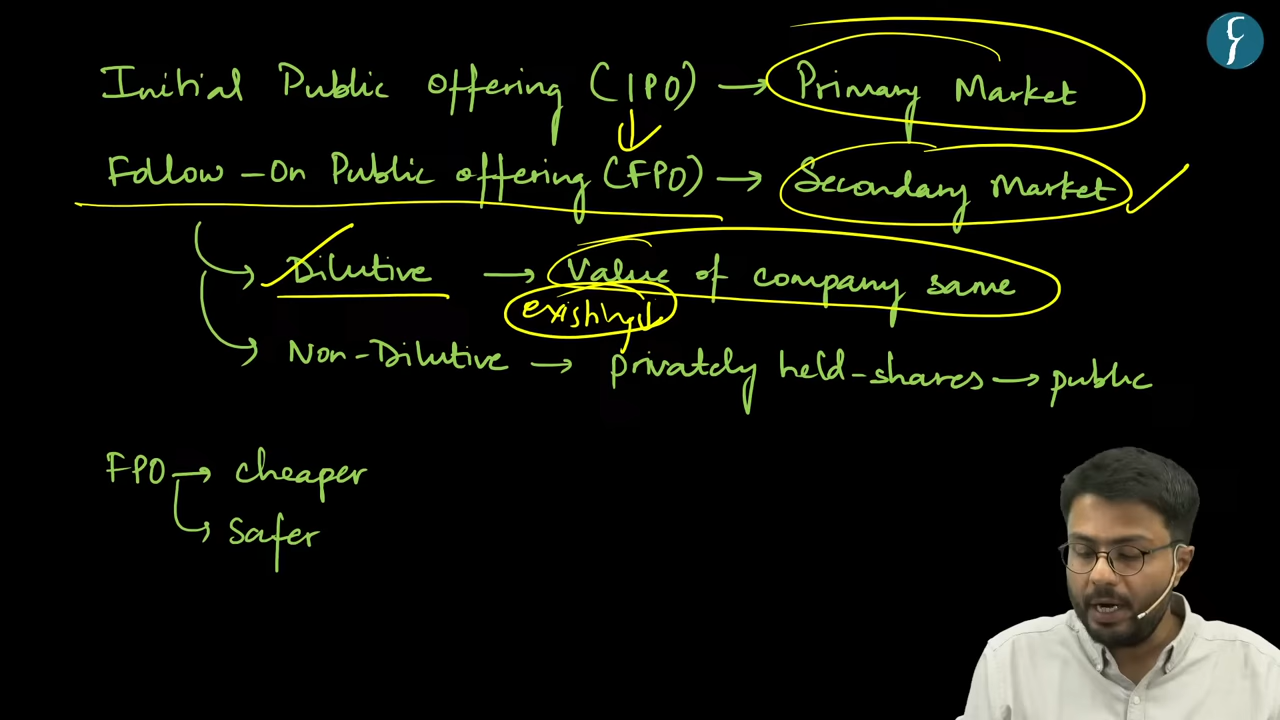 Initial Public offering (IPO) → Primary Market
Follow-On Public offering (FPO) → Secondary Market
Dilutive → Value of company same
existing
Non-Dilutive → privately held-shares → public
FPO → cheaper
→ Safer